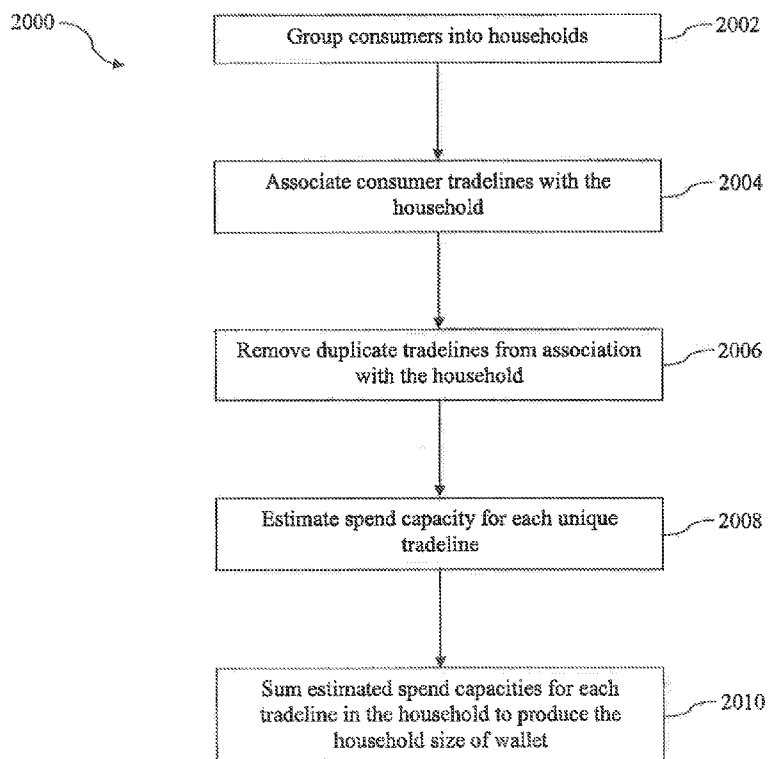 2000
Group consumers into households
2002
Associate consumer tradelines with the
household
2004
Remove duplicate tradelines from association
with the household
2006
Estimate spend capacity for each unique
tradeline
2008
Sum estimated spend capacities for each
tradeline in the household to produce the
household size of wallet
2010